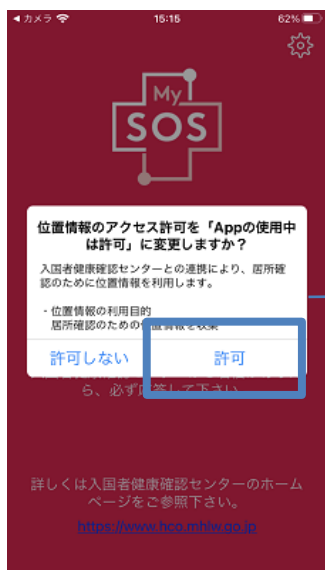 ◀カメラ
15:15
62%
My
SOS
位置情報のアクセス許可を「Appの使用中
は許可」に変更しますか？
入国者健康確認センターとの連携により、居所確
認のために位置情報を利用します。
・位置情報の利用目的
居所確認のための位置情報を収集
許可しない
許可
ら、必ず応答して下さい
詳しくは入国者健康確認センターのホーム
ページをご参照下さい。
https://www.hco.mhlw.go.jp